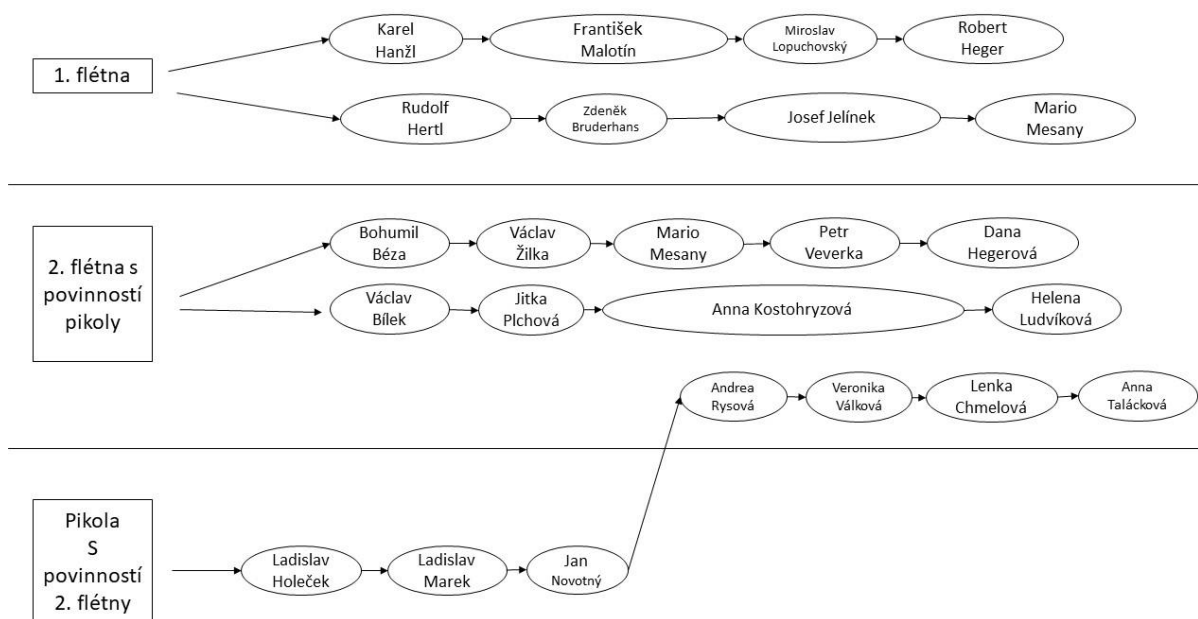 1. flétna
Karel
Hanžl
František
Malotín
Miroslav
Lopuchovský
Robert
Heger
Rudolf
Hertl
Zdeněk
Bruderhans
Josef Jelínek
Mario
Mesany
2. flétna s
povinností
pikoly
Bohumil
Béza
Václav
Žilka
Mario
Mesany
Petr
Veverka
Dana
Hegerová
Václav
Bílek
Jitka
Plchová
Anna Kostohryzová
Helena
Ludvíková
Andrea
Rysová
Veronika
Válková
Lenka
Chmelová
Anna
Talácková
Pikola
S
povinností
2. flétny
Ladislav
Holeček
Ladislav
Marek
Jan
Novotný